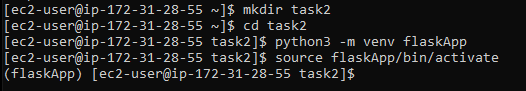 [ec2-user@ip-172-31-28-55 ~]$ mkdir task2
[ec2-user@ip-172-31-28-55 ~]$ cd task2
[ec2-user@ip-172-31-28-55 task2]$ python3 -m venv flaskApp
[ec2-user@ip-172-31-28-55 task2]$ source flaskApp/bin/activate
(flaskApp) [ec2-user@ip-172-31-28-55 task2]$